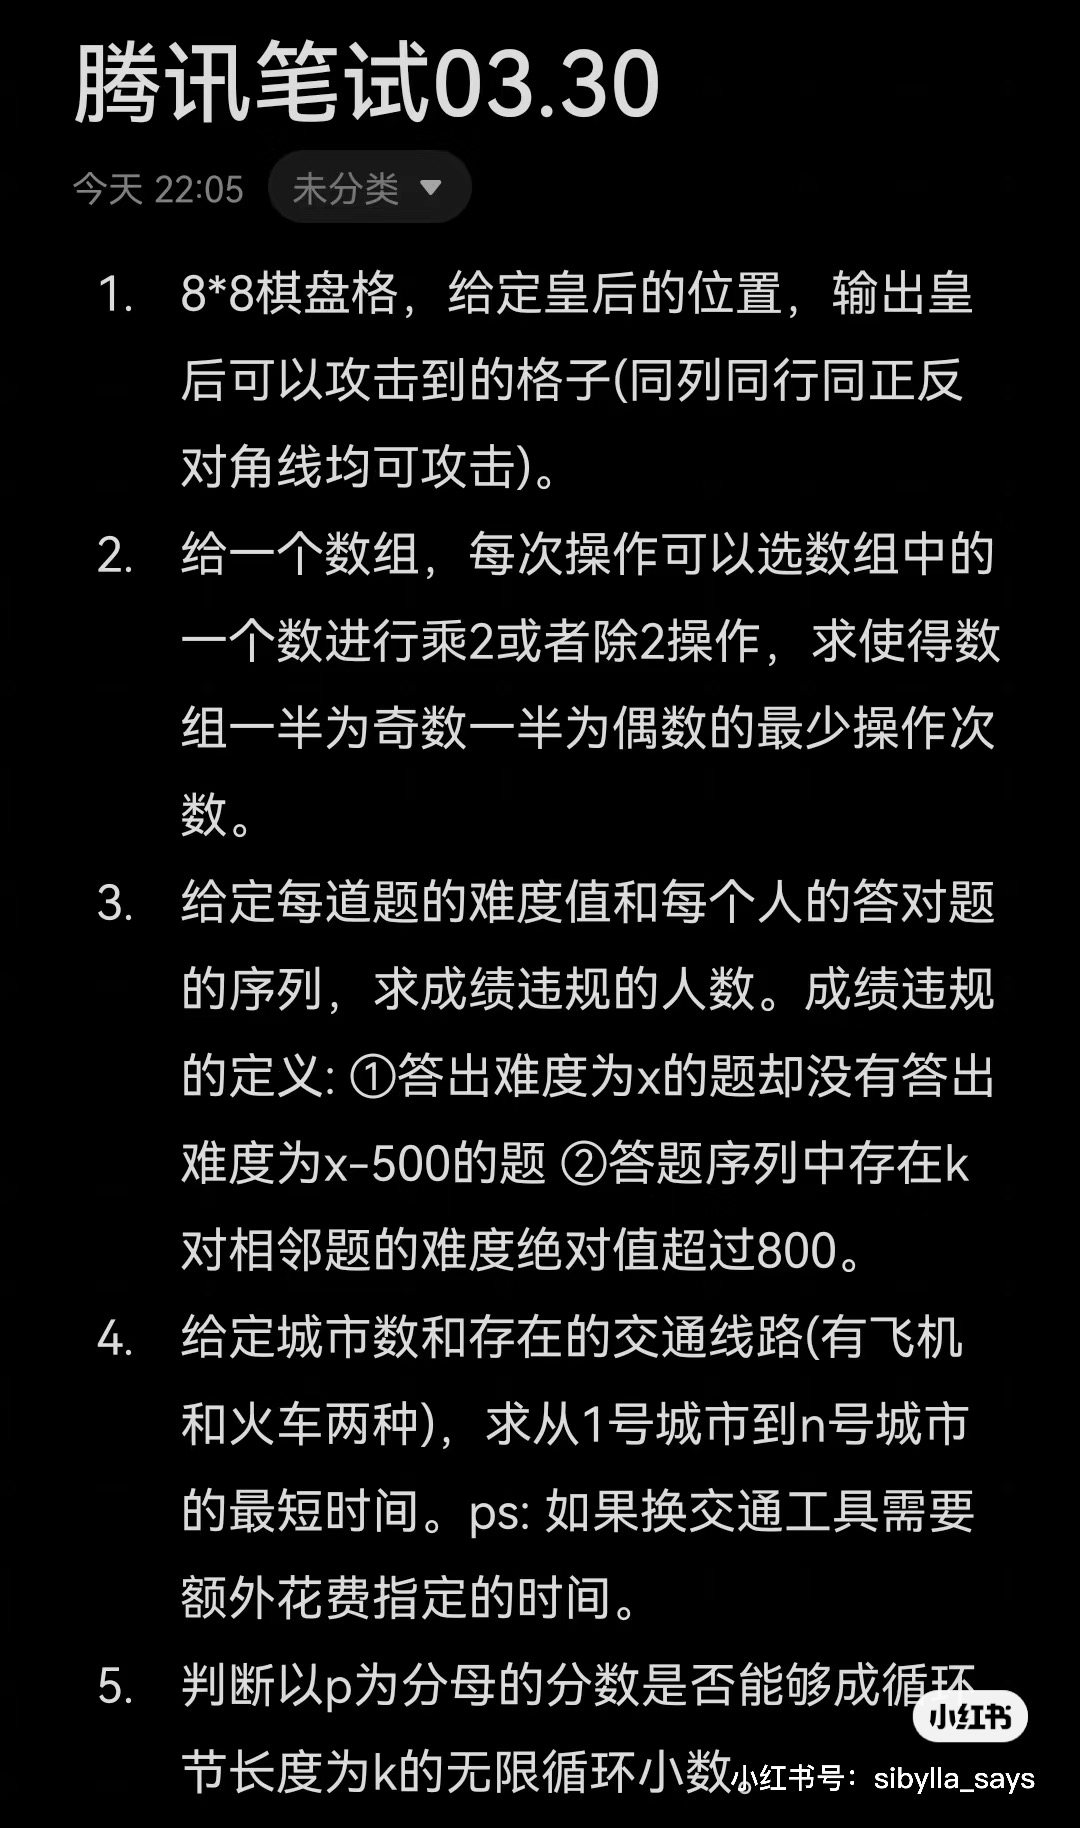 腾讯笔试03.30
今天 22:05 未分类
1. 8*8棋盘格，给定皇后的位置，输出皇
后可以攻击到的格子(同列同行同正反
对角线均可攻击)。
2. 给一个数组，每次操作可以选数组中的
一个数进行乘2或者除2操作，求使得数
组一半为奇数一半为偶数的最少操作次
数。
3. 给定每道题的难度值和每个人的答对题
的序列，求成绩违规的人数。成绩违规
的定义: ①答出难度为x的题却没有答出
难度为x-500的题 ②答题序列中存在k
对相邻题的难度绝对值超过800。
4. 给定城市数和存在的交通线路(有飞机
和火车两种)，求从1号城市到n号城市
的最短时间。ps: 如果换交通工具需要
额外花费指定的时间。
5. 判断以p为分母的分数是否能够成循环
小红书
节长度为k的无限循环小数。
小红书号：sibylla_says